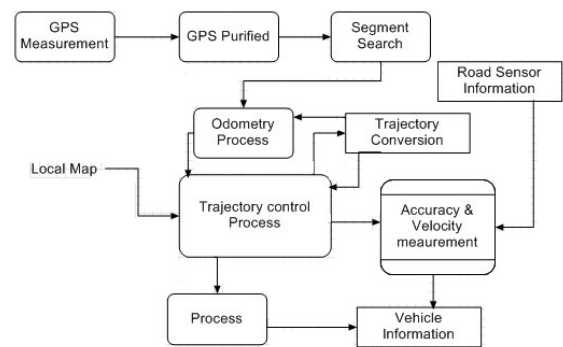 GPS
Measurement
GPS Purified
Segment
Search
Road Sensor
Information
Odometry
Process
Trajectory
Conversion
Local Map
Trajectory control
Process
Accuracy &
Velocity
meaurement
Process
Vehicle
Information